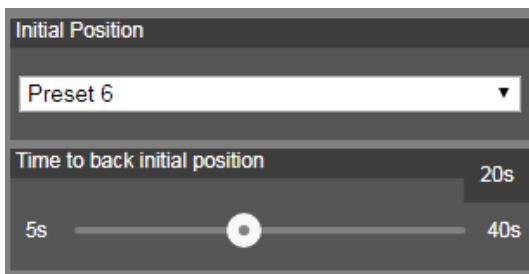 Initial Position
Preset 6
Time to back initial position
20s
5s
40s